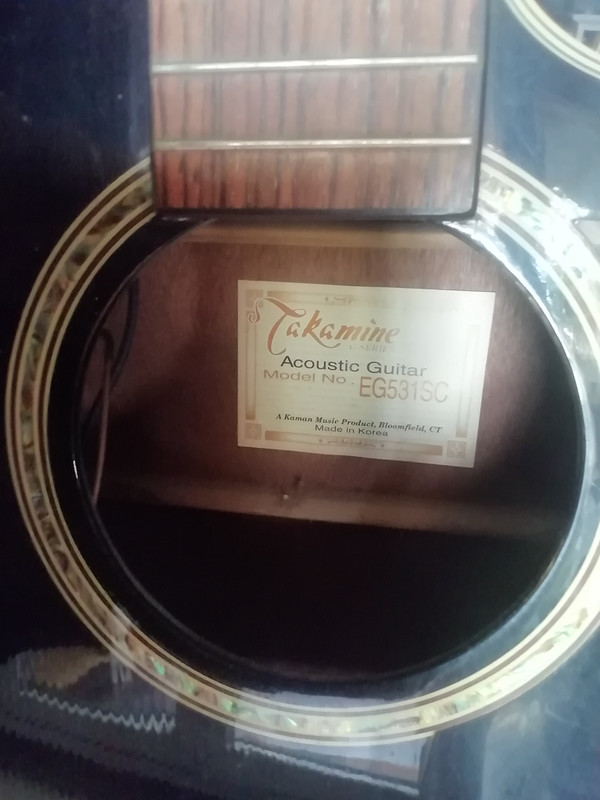 Takamine
G-SERIES
Acoustic Guitar
Model No. EG531SC
A Kaman Music Product, Bloomfield, CT
Made in Korea